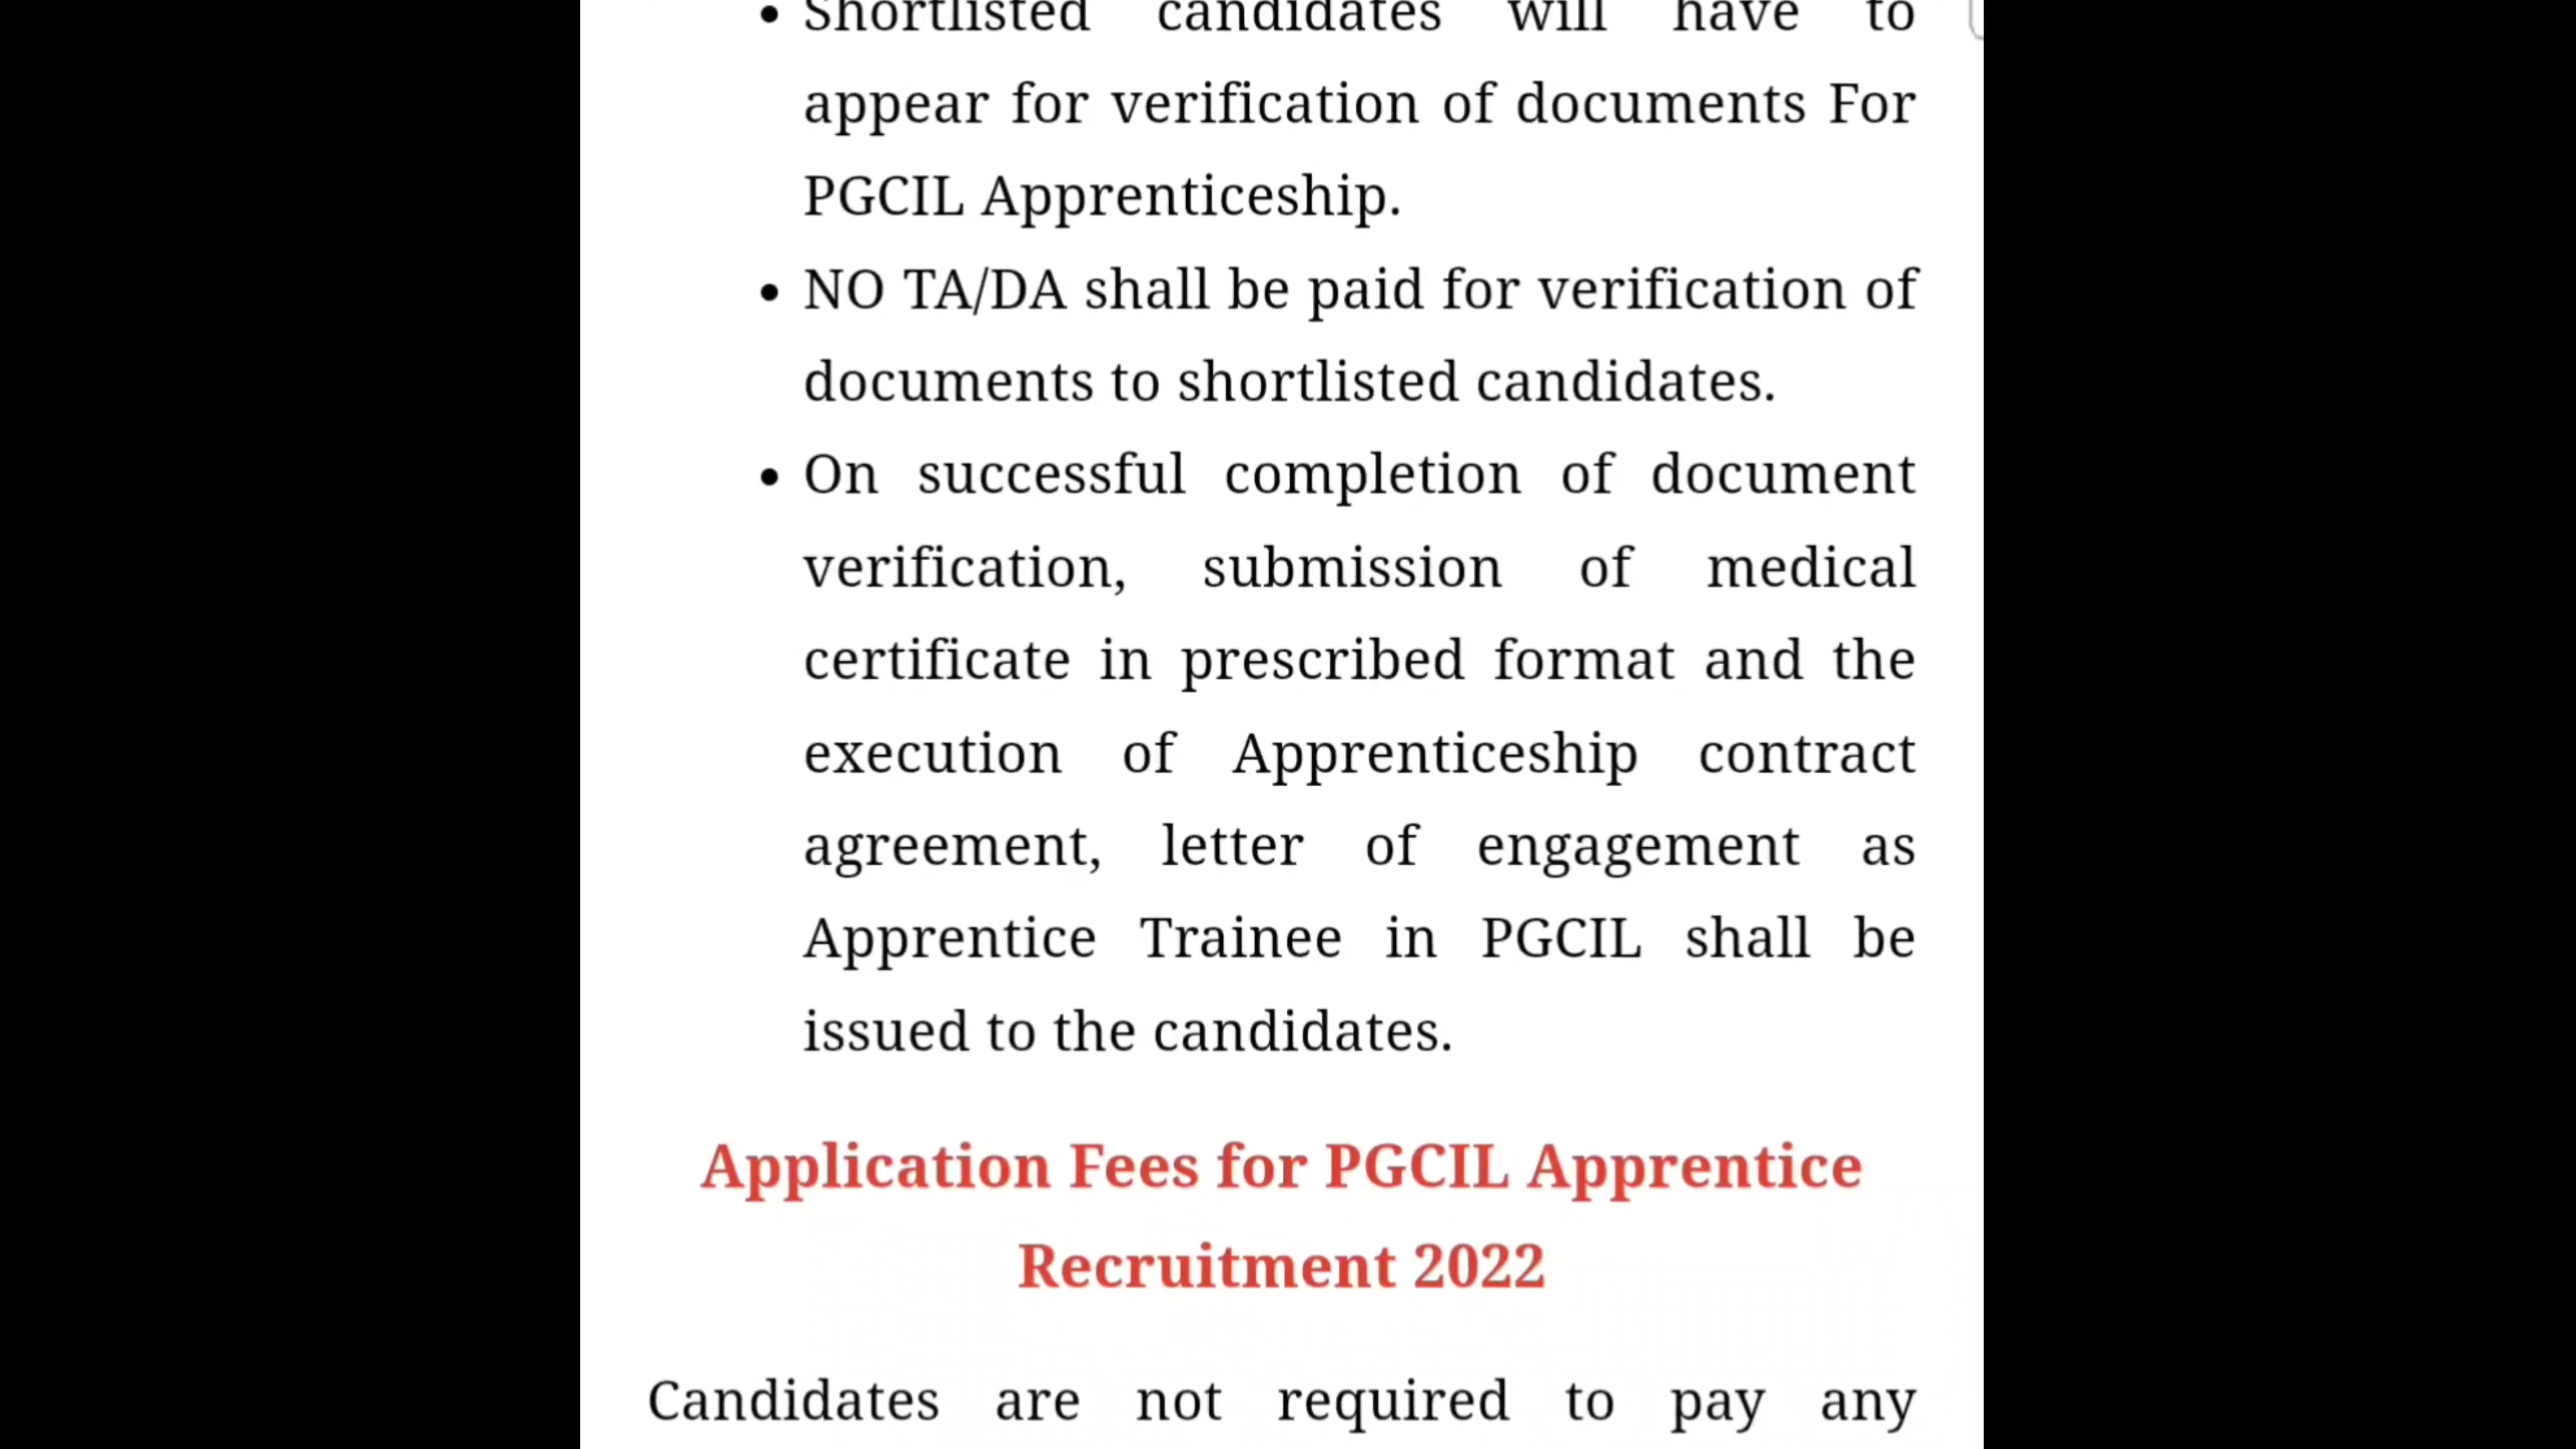 • Shortlisted candidates will have to
appear for verification of documents For
PGCIL Apprenticeship.
• NO TA/DA shall be paid for verification of
documents to shortlisted candidates.
• On successful completion of document
verification, submission of medical
certificate in prescribed format and the
execution of Apprenticeship contract
agreement, letter of engagement as
Apprentice Trainee in PGCIL shall be
issued to the candidates.
Application Fees for PGCIL Apprentice
Recruitment 2022
Candidates are not required to pay any